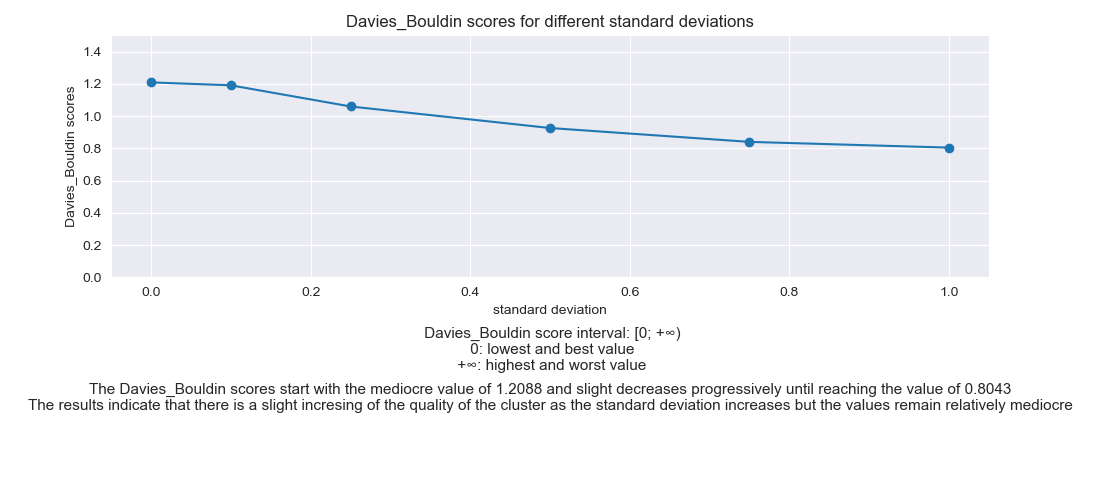 Davies_Bouldin scores for different standard deviations
1.4
1.2
1.0
0.8
0.6
0.4
0.2
0.0
Davies_Bouldin scores
0.0 0.2 0.4 0.6 0.8 1.0
standard deviation
Davies_Bouldin score interval: [0; +∞)
0: lowest and best value
+∞: highest and worst value
The Davies_Bouldin scores start with the mediocre value of 1.2088 and slight decreases progressively until reaching the value of 0.8043
The results indicate that there is a slight incresing of the quality of the cluster as the standard deviation increases but the values remain relatively mediocre